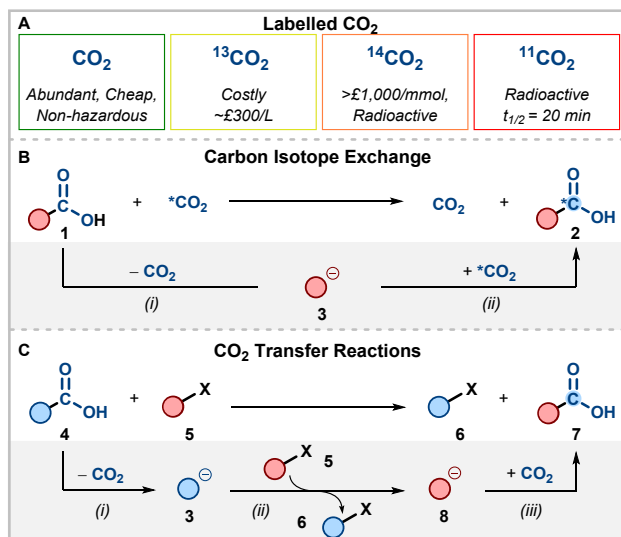 A Labelled CO₂
CO₂ ¹³CO₂ ¹⁴CO₂ ¹¹CO₂
Abundant, Cheap, Costly >£1,000/mmol, Radioactive
Non-hazardous ~£300/L Radioactive t1/2 = 20 min
B Carbon Isotope Exchange
O O
C OH + *CO₂ CO₂ + *C OH
1 2
– CO₂ ⊖ + *CO₂
(i) 3 (ii)
C CO₂ Transfer Reactions
O O
C OH + X X + C OH
4 5 6 7
– CO₂ ⊖ X 5 ⊖ + CO₂
(i) 3 (ii) 6 X 8 (iii)